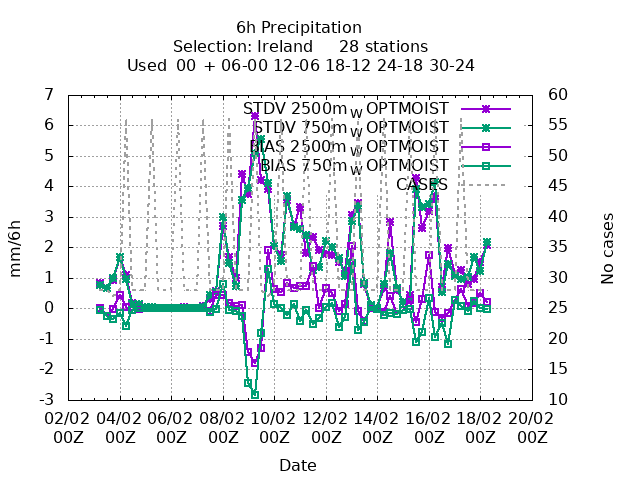 6h Precipitation
Selection: Ireland 28 stations
Used 00 + 06-00 12-06 18-12 24-18 30-24
7 60
6 55
5 50
4 45
3 40
2 35
1 30
0 25
-1 20
-2 15
-3 10
STDV 2500m W OPTMOIST
STDV 750m W OPTMOIST
BIAS 2500m W OPTMOIST
BIAS 750m W OPTMOIST
CASES
mm/6h
No cases
02/02 04/02 06/02 08/02 10/02 12/02 14/02 16/02 18/02 20/02
00Z 00Z 00Z 00Z 00Z 00Z 00Z 00Z 00Z 00Z
Date